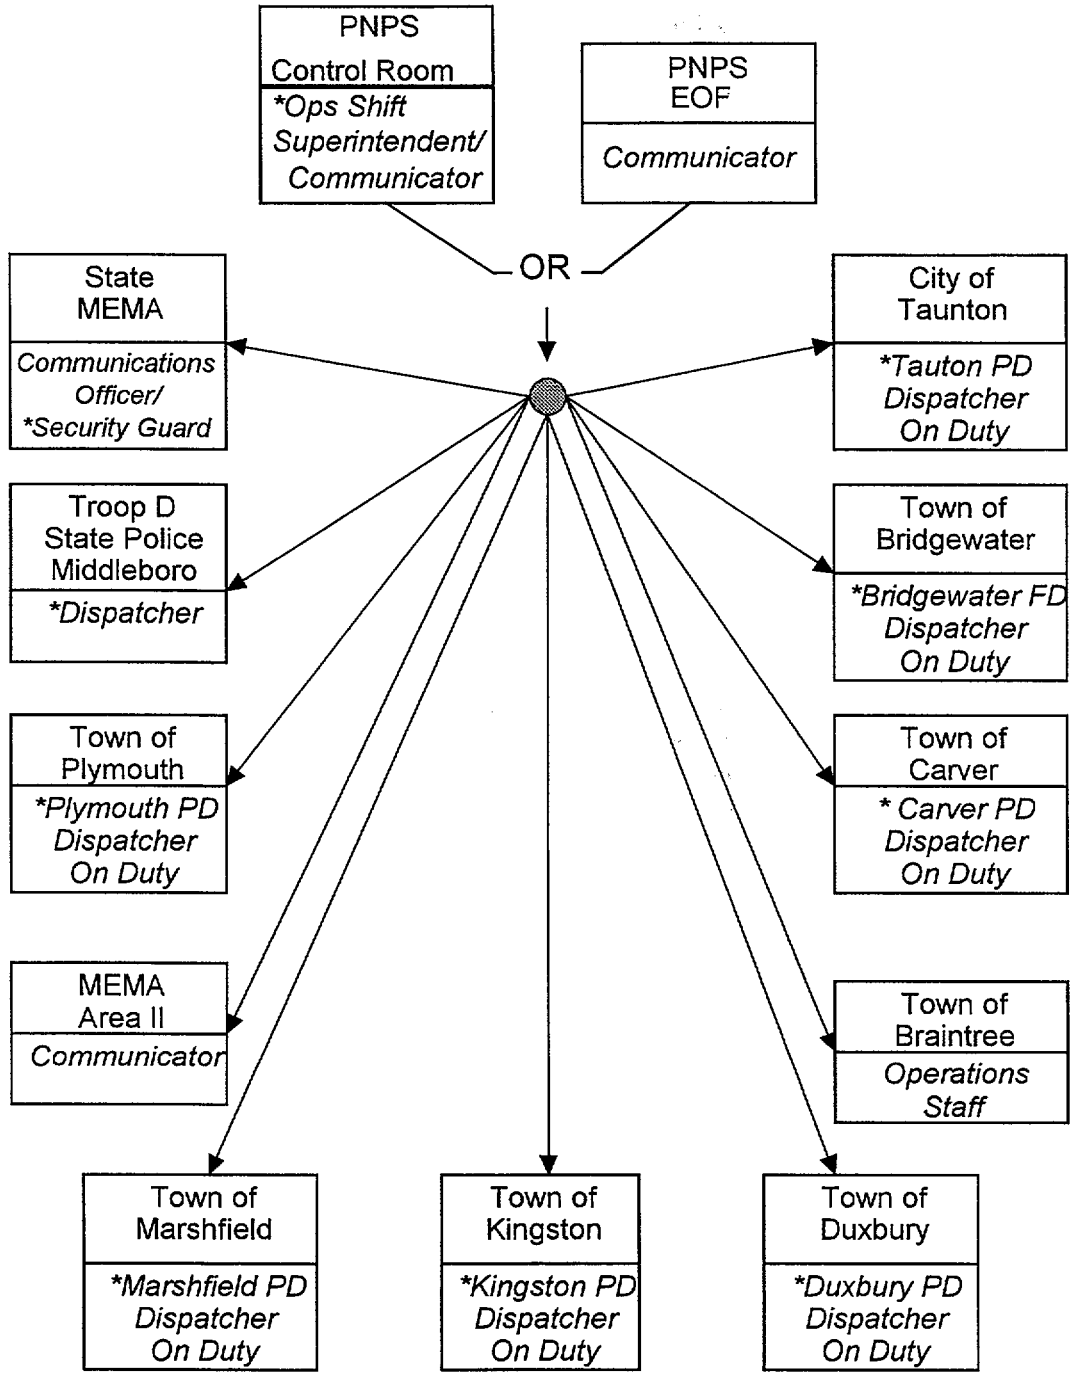 PNPS
Control Room
*Ops Shift
Superintendent/
Communicator
PNPS
EOF
Communicator
OR
State
MEMA
Communications
Officer/
*Security Guard
City of
Taunton
*Tauton PD
Dispatcher
On Duty
Troop D
State Police
Middleboro
*Dispatcher
Town of
Bridgewater
*Bridgewater FD
Dispatcher
On Duty
Town of
Plymouth
*Plymouth PD
Dispatcher
On Duty
Town of
Carver
* Carver PD
Dispatcher
On Duty
MEMA
Area II
Communicator
Town of
Braintree
Operations
Staff
Town of
Marshfield
*Marshfield PD
Dispatcher
On Duty
Town of
Kingston
*Kingston PD
Dispatcher
On Duty
Town of
Duxbury
*Duxbury PD
Dispatcher
On Duty